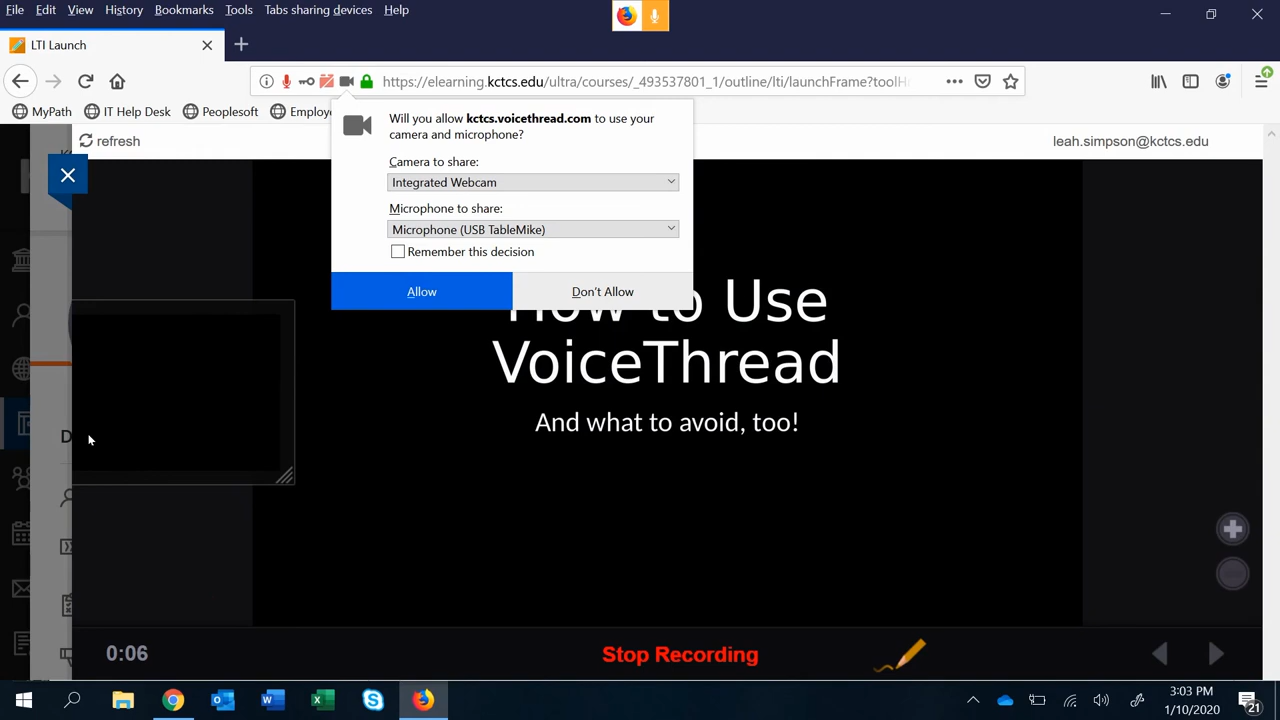 File Edit View History Bookmarks Tools Tabs sharing devices Help
LTI Launch
https://elearning.kctcs.edu/ultra/courses/_493537801_1/outline/lti/launchFrame?toolH
MyPath IT Help Desk Peoplesoft Employe
Will you allow kctcs.voicethread.com to use your
camera and microphone?
refresh
leah.simpson@kctcs.edu
Camera to share:
Integrated Webcam
Microphone to share:
Microphone (USB TableMike)
Remember this decision
Allow Don't Allow
How to Use
VoiceThread
And what to avoid, too!
D
0:06 Stop Recording
3:03 PM
1/10/2020
21